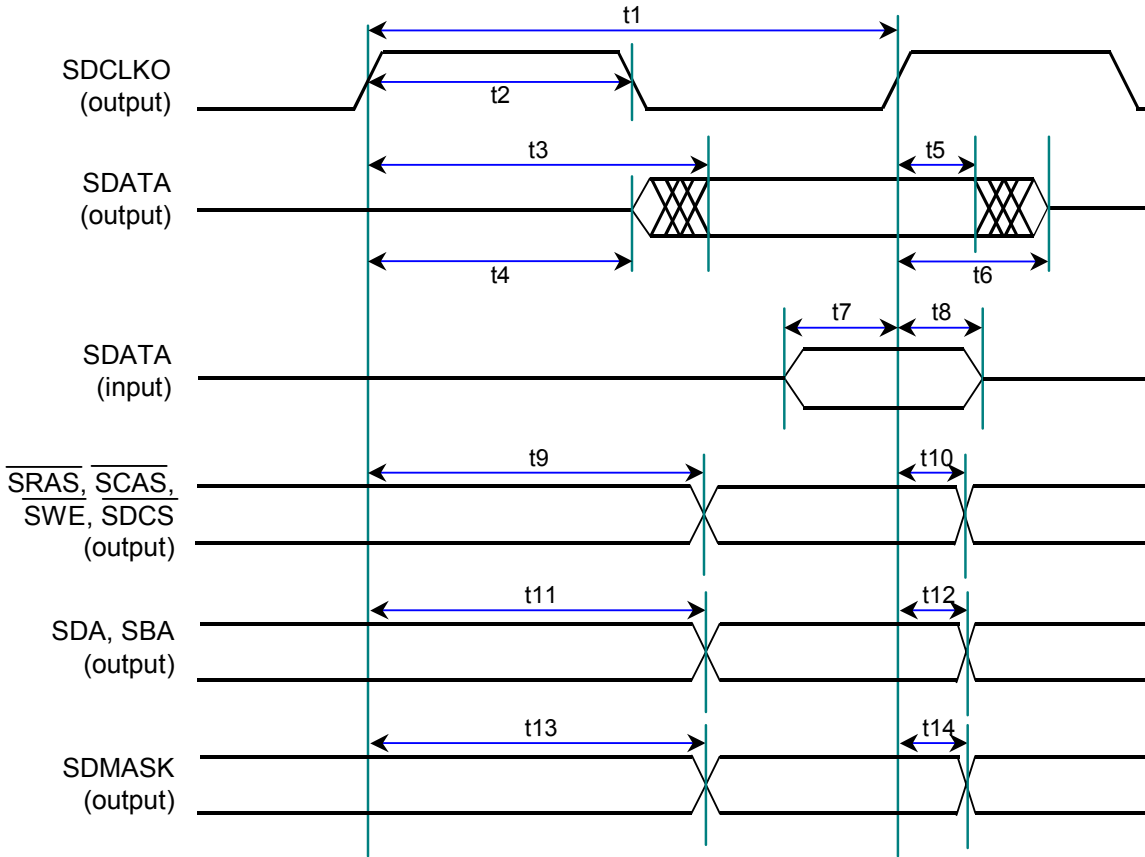 t1
SDCLKO
(output)
t2
t3
t5
SDATA
(output)
t4
t6
t7
t8
SDATA
(input)
t9
t10
SRAS, SCAS,
SWE, SDCS
(output)
t11
t12
SDA, SBA
(output)
t13
t14
SDMASK
(output)